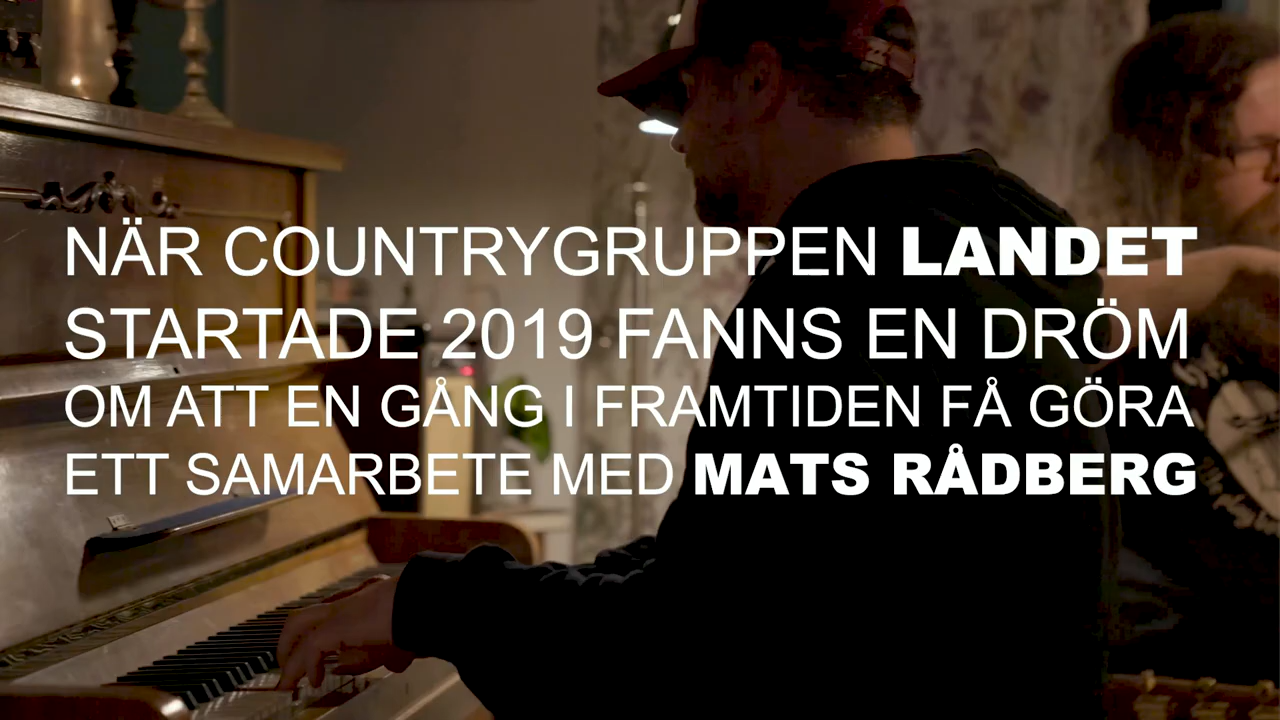 NÄR COUNTRYGRUPPEN LANDET
STARTADE 2019 FANNS EN DRÖM
OM ATT EN GÅNG I FRAMTIDEN FÅ GÖRA
ETT SAMARBETE MED MATS RÅDBERG